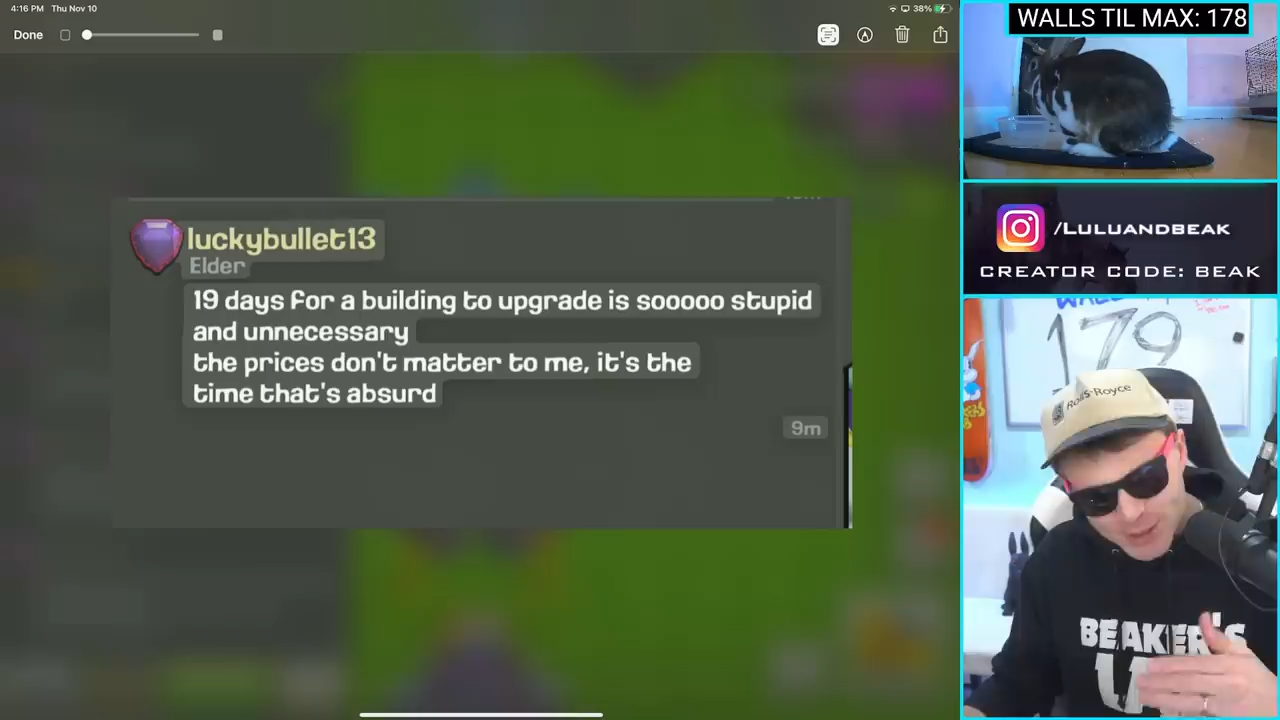 4:16 PM Thu Nov 10
38%
Done
luckybullet13
Elder
19 days for a building to upgrade is sooooo stupid
and unnecessary
the prices don't matter to me, it's the
time that's absurd
9m
WALLS TIL MAX: 178
/LULUANDBEAK
CREATOR CODE: BEAK
179
Rolls-Royce
BEAKER'S